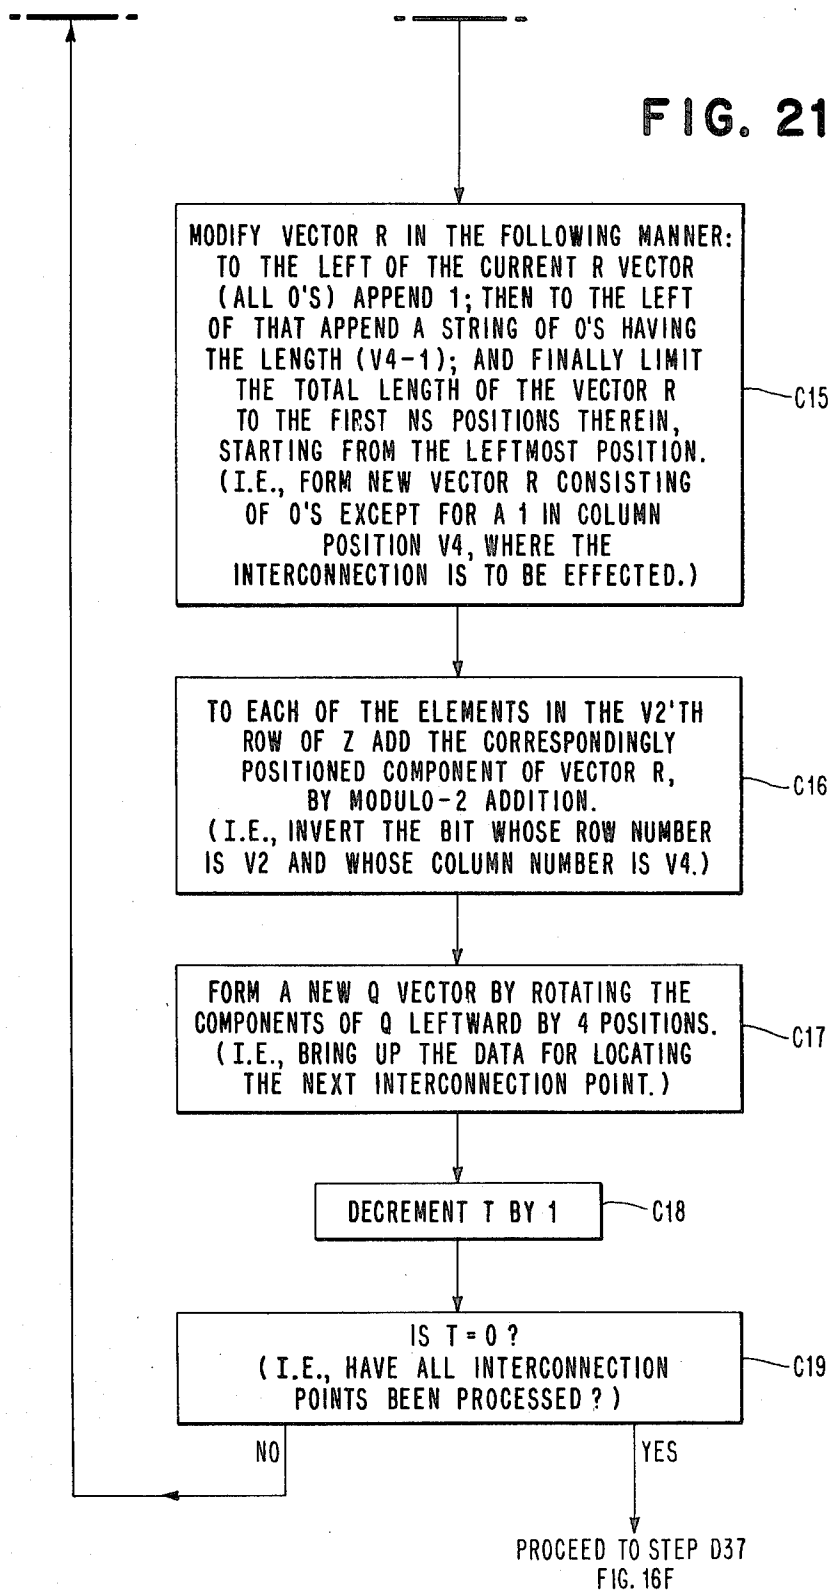 FIG. 21
MODIFY VECTOR R IN THE FOLLOWING MANNER:
TO THE LEFT OF THE CURRENT R VECTOR
(ALL 0'S) APPEND 1; THEN TO THE LEFT
OF THAT APPEND A STRING OF 0'S HAVING
THE LENGTH (V4-1); AND FINALLY LIMIT
THE TOTAL LENGTH OF THE VECTOR R
TO THE FIRST NS POSITIONS THEREIN,
STARTING FROM THE LEFTMOST POSITION.
(I.E., FORM NEW VECTOR R CONSISTING
OF 0'S EXCEPT FOR A 1 IN COLUMN
POSITION V4, WHERE THE
INTERCONNECTION IS TO BE EFFECTED.)
C15
TO EACH OF THE ELEMENTS IN THE V2'TH
ROW OF Z ADD THE CORRESPONDINGLY
POSITIONED COMPONENT OF VECTOR R,
BY MODULO-2 ADDITION.
(I.E., INVERT THE BIT WHOSE ROW NUMBER
IS V2 AND WHOSE COLUMN NUMBER IS V4.)
C16
FORM A NEW Q VECTOR BY ROTATING THE
COMPONENTS OF Q LEFTWARD BY 4 POSITIONS.
(I.E., BRING UP THE DATA FOR LOCATING
THE NEXT INTERCONNECTION POINT.)
C17
DECREMENT T BY 1
C18
IS T=0?
(I.E., HAVE ALL INTERCONNECTION
POINTS BEEN PROCESSED?)
C19
NO
YES
PROCEED TO STEP D37
FIG. 16F